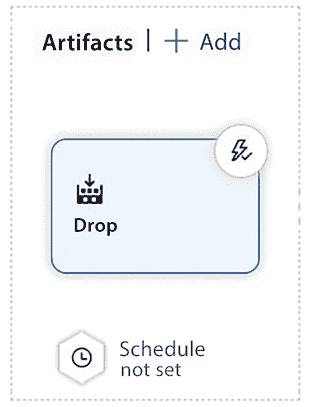 Artifacts | + Add
Drop
Schedule
not set